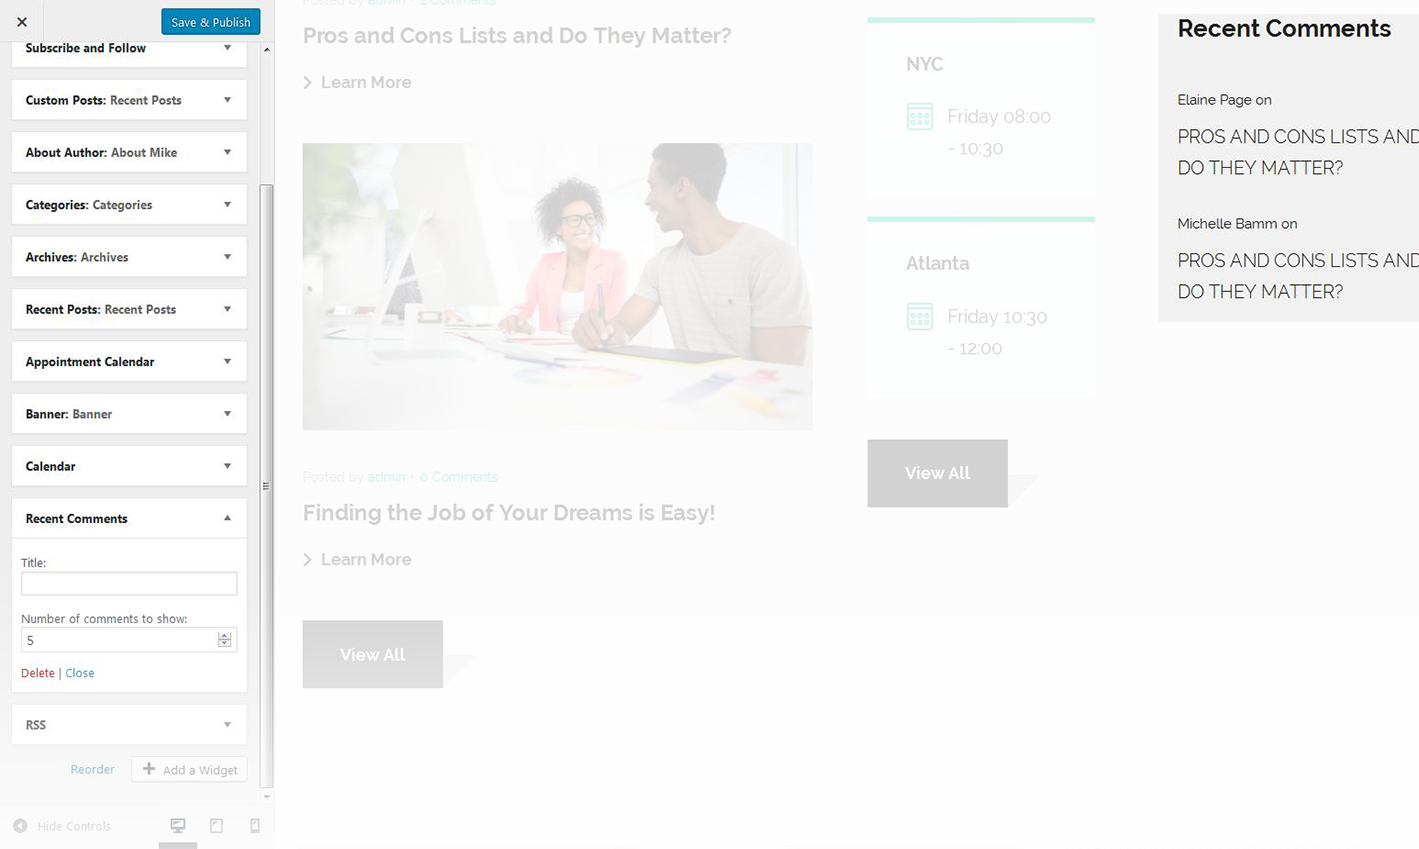 Save & Publish
Subscribe and Follow
Custom Posts: Recent Posts
About Author: About Mike
Categories: Categories
Archives: Archives
Recent Posts: Recent Posts
Appointment Calendar
Banner: Banner
Calendar
Recent Comments
Title:
Number of comments to show:
5
Delete | Close
RSS
Reorder
Add a Widget
Hide Controls
Posted by admin • 2 Comments
Pros and Cons Lists and Do They Matter?
Learn More
Posted by admin • 0 Comments
Finding the Job of Your Dreams is Easy!
Learn More
View All
NYC
Friday 08:00
- 10:30
Atlanta
Friday 10:30
- 12:00
View All
Recent Comments
Elaine Page on
PROS AND CONS LISTS AND
DO THEY MATTER?
Michelle Bamm on
PROS AND CONS LISTS AND
DO THEY MATTER?